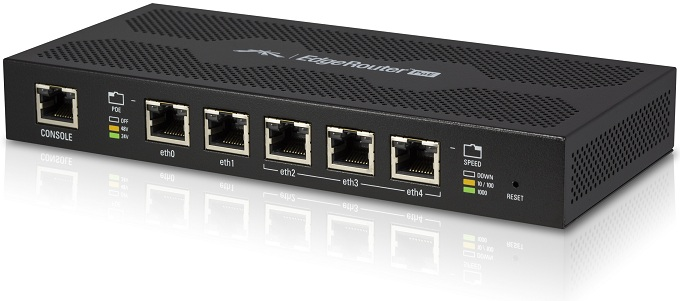 EdgeRouter PoE
CONSOLE
POE
OFF
48V
24V
eth0
eth1
eth2
eth3
eth4
SPEED
DOWN
10 / 100
1000
RESET